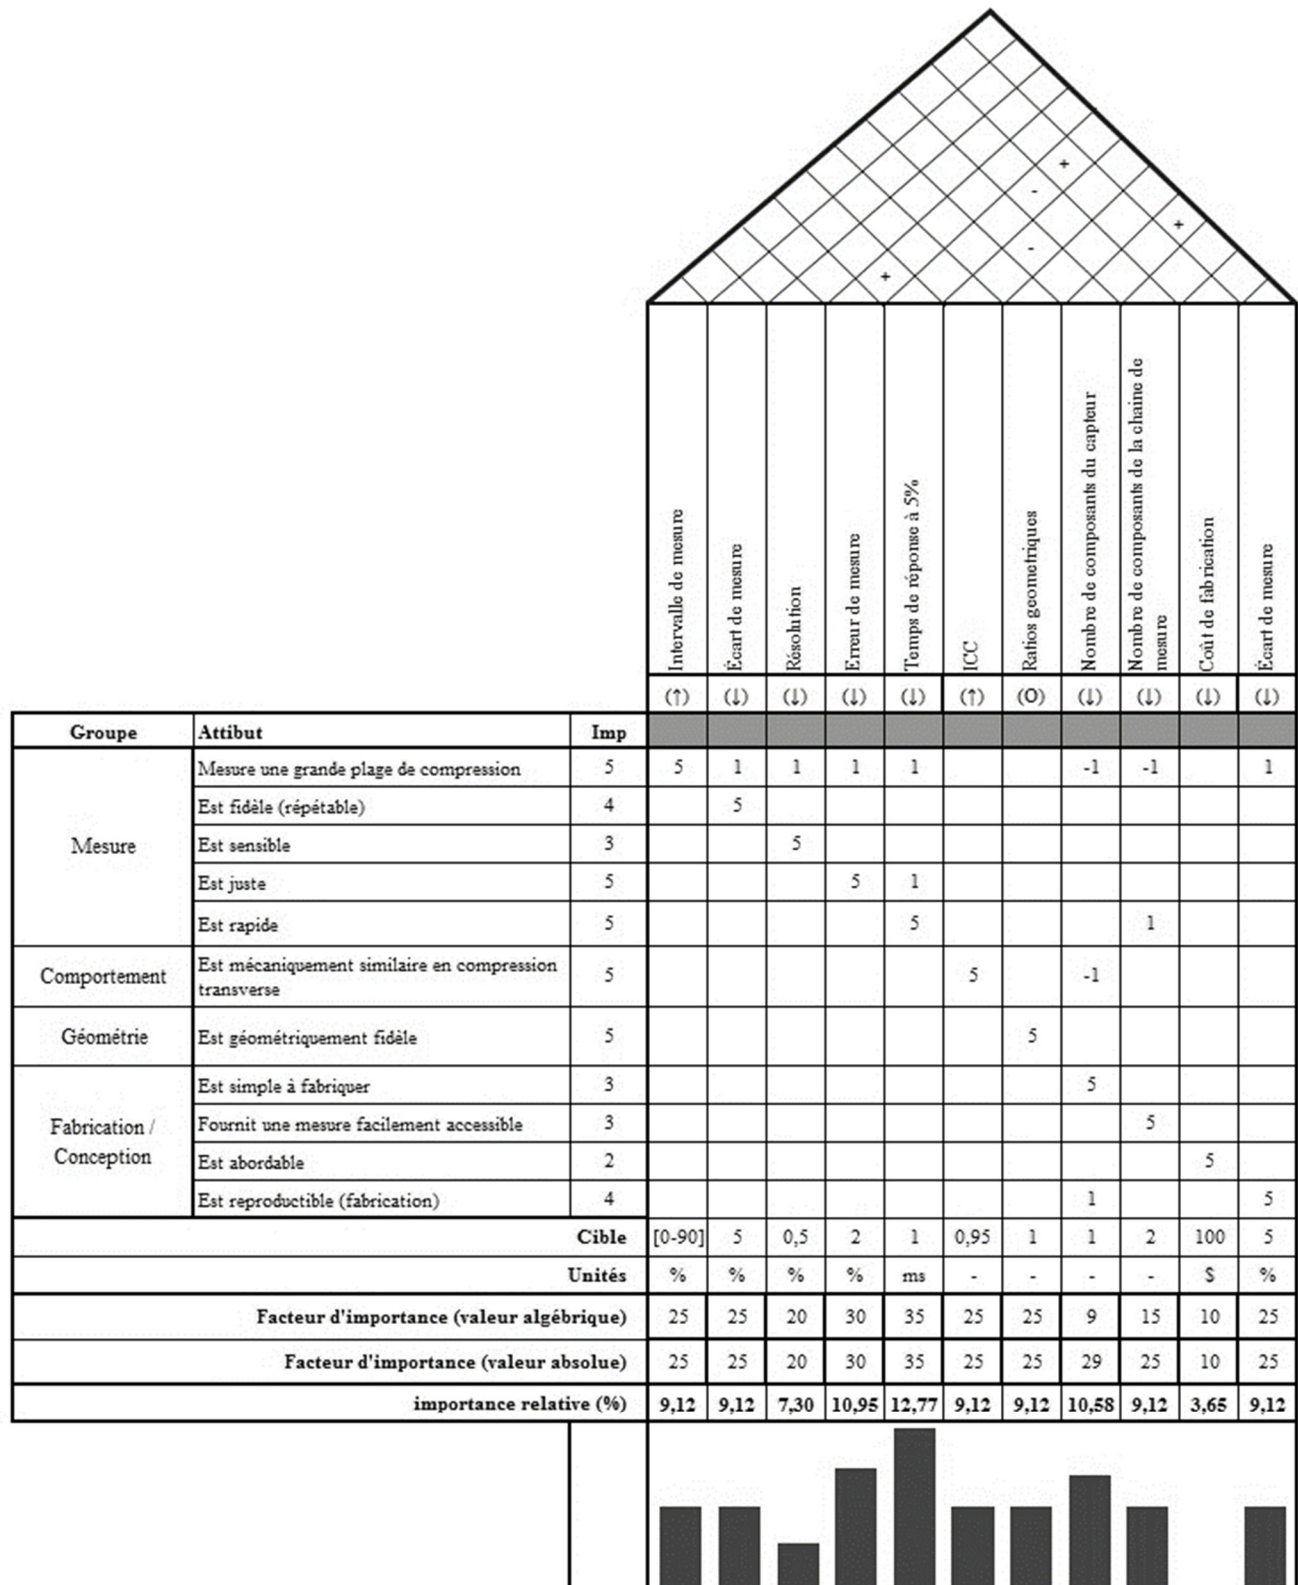 +
-
+
-
+
Intervalle de mesure
Écart de mesure
Résolution
Erreur de mesure
Temps de réponse à 5%
ICC
Ratios geometriques
Nombre de composants du capteur
Nombre de composants de la chaine de
mesure
Coût de fabrication
Écart de mesure
(↑) (↓) (↓) (↓) (↓) (↑) (O) (↓) (↓) (↓) (↓)
Groupe Attibut Imp
Mesure une grande plage de compression 5 5 1 1 1 1 -1 -1 1
Est fidèle (répétable) 4 5
Mesure Est sensible 3 5
Est juste 5 5 1
Est rapide 5 5 1
Comportement Est mécaniquement similaire en compression
transverse 5 5 -1
Géométrie Est géométriquement fidèle 5 5
Est simple à fabriquer 3 5
Fabrication /
Conception
Fournit une mesure facilement accessible 3 5
Est abordable 2 5
Est reproductible (fabrication) 4 1 5
Cible [0-90] 5 0,5 2 1 0,95 1 1 2 100 5
Unités % % % % ms - - - - $ %
Facteur d'importance (valeur algébrique) 25 25 20 30 35 25 25 9 15 10 25
Facteur d'importance (valeur absolue) 25 25 20 30 35 25 25 29 25 10 25
importance relative (%) 9,12 9,12 7,30 10,95 12,77 9,12 9,12 10,58 9,12 3,65 9,12